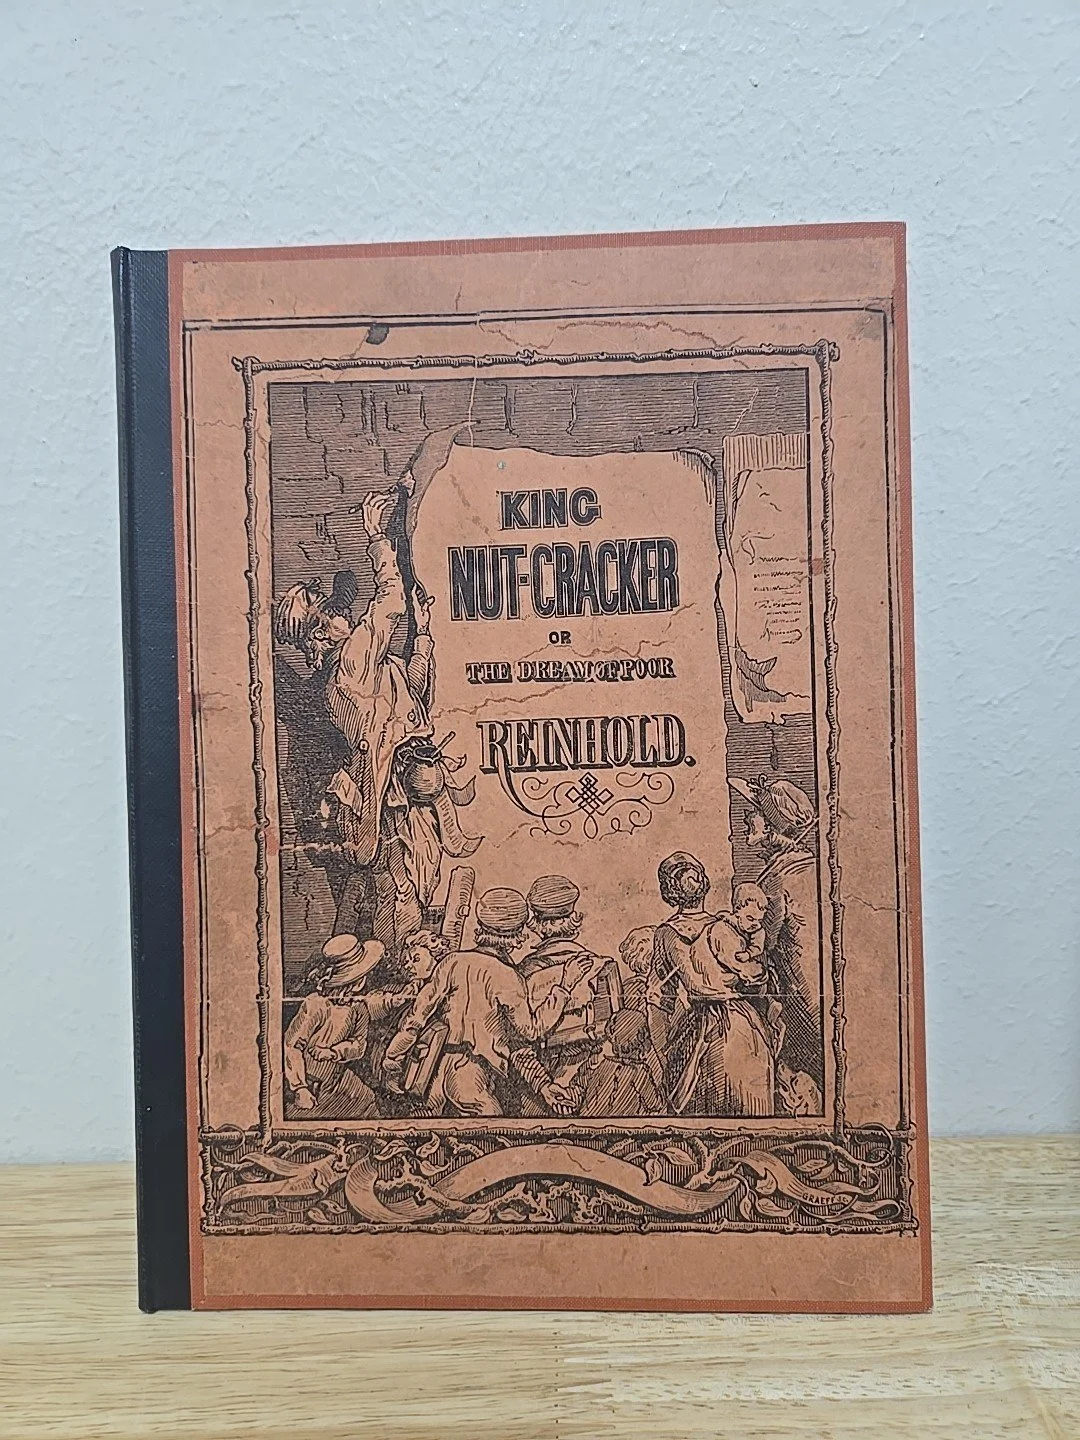 KING
NUT-CRACKER
OR
THE DREAM OF POOR
REINHOLD.